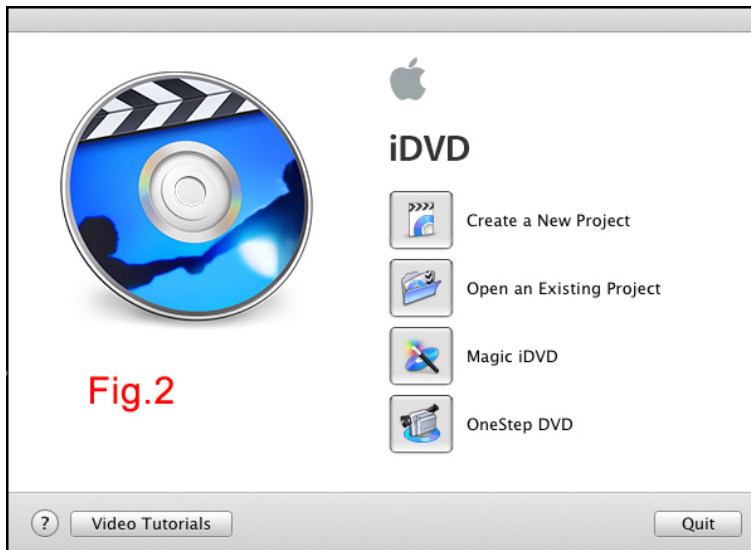 iDVD
Create a New Project
Open an Existing Project
Magic iDVD
OneStep DVD
Fig.2
? Video Tutorials Quit